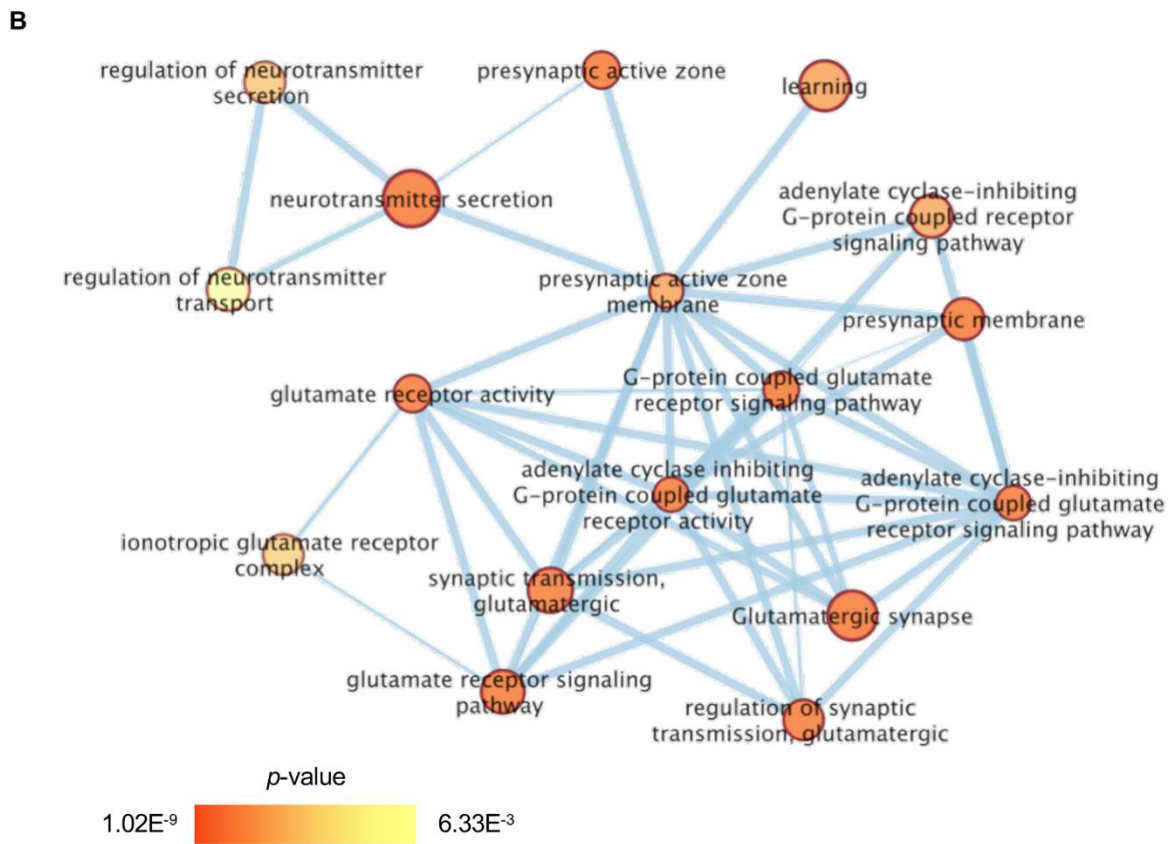 B
regulation of neurotransmitter
secretion
presynaptic active zone
learning
neurotransmitter secretion
adenylate cyclase-inhibiting
G-protein coupled receptor
signaling pathway
regulation of neurotransmitter
transport
presynaptic active zone
membrane
presynaptic membrane
glutamate receptor activity
G-protein coupled glutamate
receptor signaling pathway
adenylate cyclase inhibiting
G-protein coupled glutamate
receptor activity
adenylate cyclase-inhibiting
G-protein coupled glutamate
receptor signaling pathway
ionotropic glutamate receptor
complex
synaptic transmission,
glutamatergic
Glutamatergic synapse
glutamate receptor signaling
pathway
regulation of synaptic
transmission, glutamatergic
p-value
1.02E-9 6.33E-3